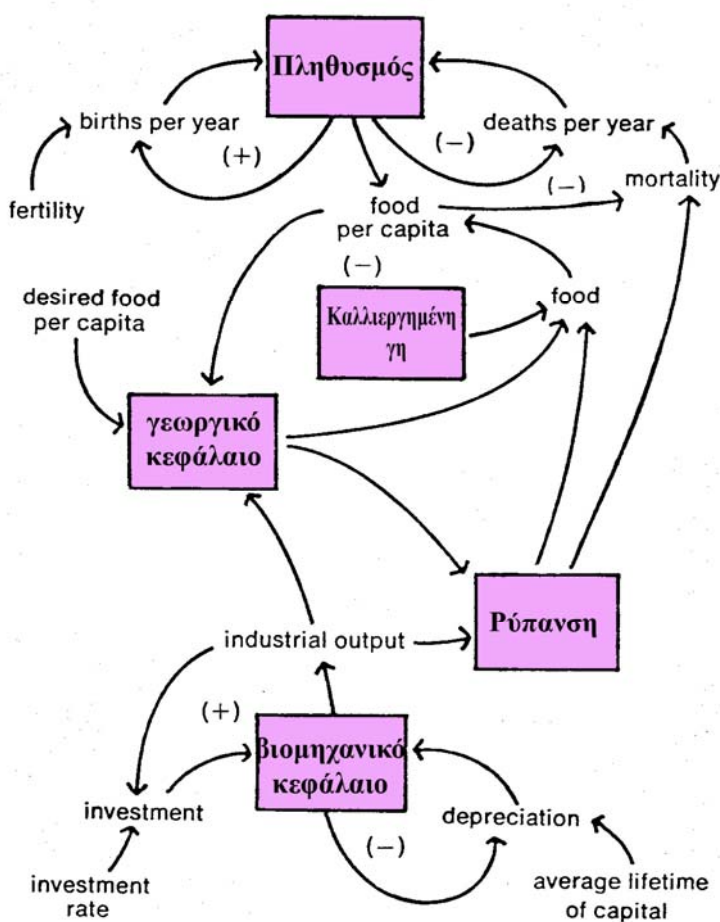 Πληθυσμός
births per year
(+)
(−)
deaths per year
fertility
food
per capita
(−)
mortality
(−)
desired food
per capita
Καλλιεργημένη
γη
food
γεωργικό
κεφάλαιο
industrial output
Ρύπανση
(+)
βιομηχανικό
κεφάλαιο
investment
(−)
depreciation
investment
rate
average lifetime
of capital